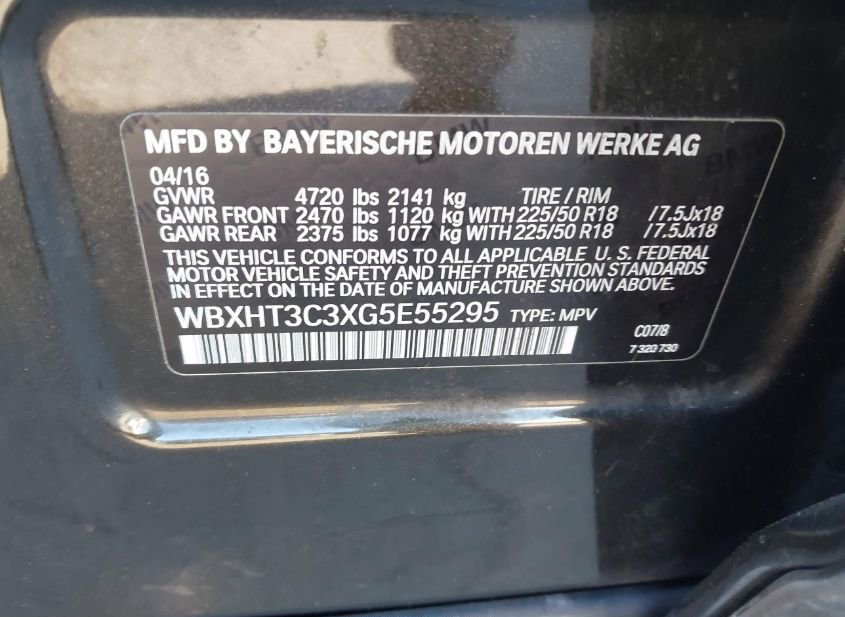 MFD BY BAYERISCHE MOTOREN WERKE AG
04/16
GVWR 4720 lbs 2141 kg TIRE / RIM
GAWR FRONT 2470 lbs 1120 kg WITH 225/50 R18 /7.5Jx18
GAWR REAR 2375 lbs 1077 kg WITH 225/50 R18 /7.5Jx18
THIS VEHICLE CONFORMS TO ALL APPLICABLE U. S. FEDERAL
MOTOR VEHICLE SAFETY AND THEFT PREVENTION STANDARDS
IN EFFECT ON THE DATE OF MANUFACTURE SHOWN ABOVE.
WBXHT3C3XG5E55295 TYPE: MPV
C07/8
7 320 730